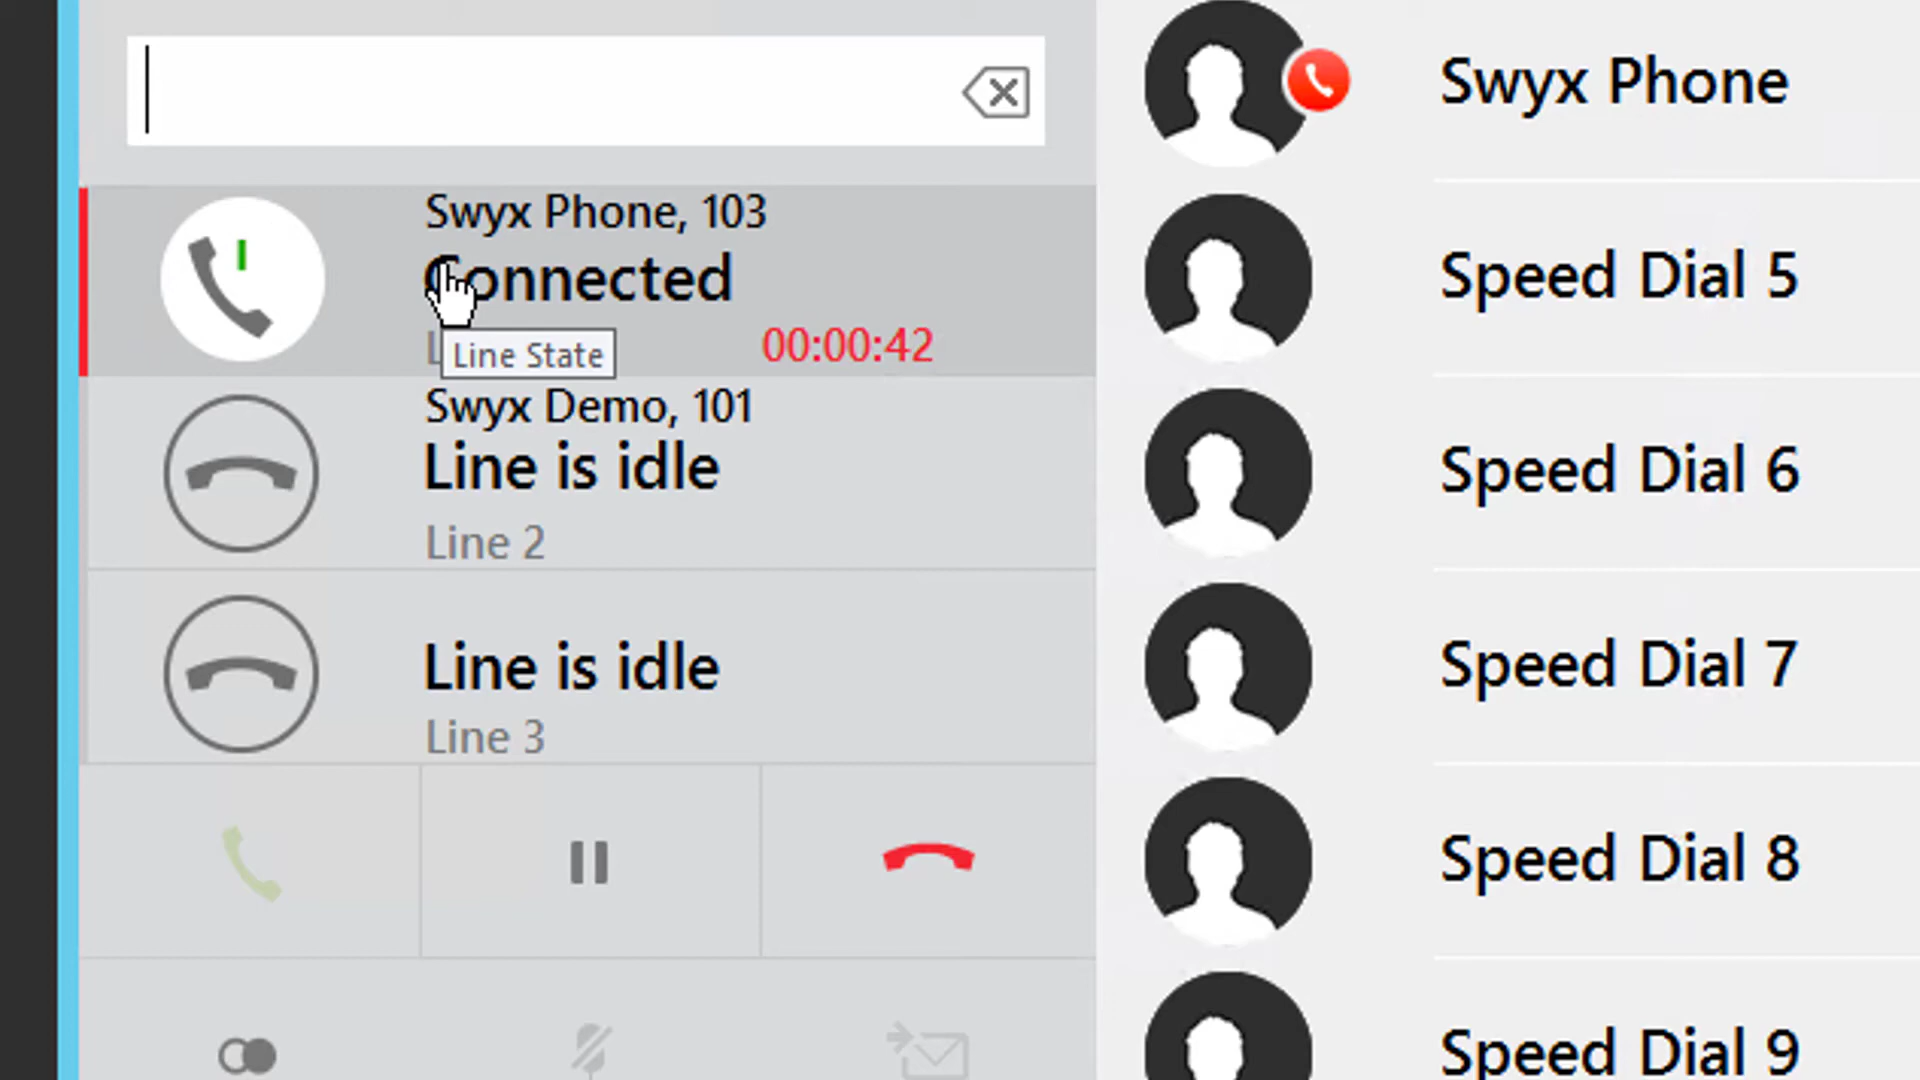 Swyx Phone, 103
Connected
Line State
00:00:42
Swyx Demo, 101
Line is idle
Line 2
Line is idle
Line 3
Swyx Phone
Speed Dial 5
Speed Dial 6
Speed Dial 7
Speed Dial 8
Speed Dial 9